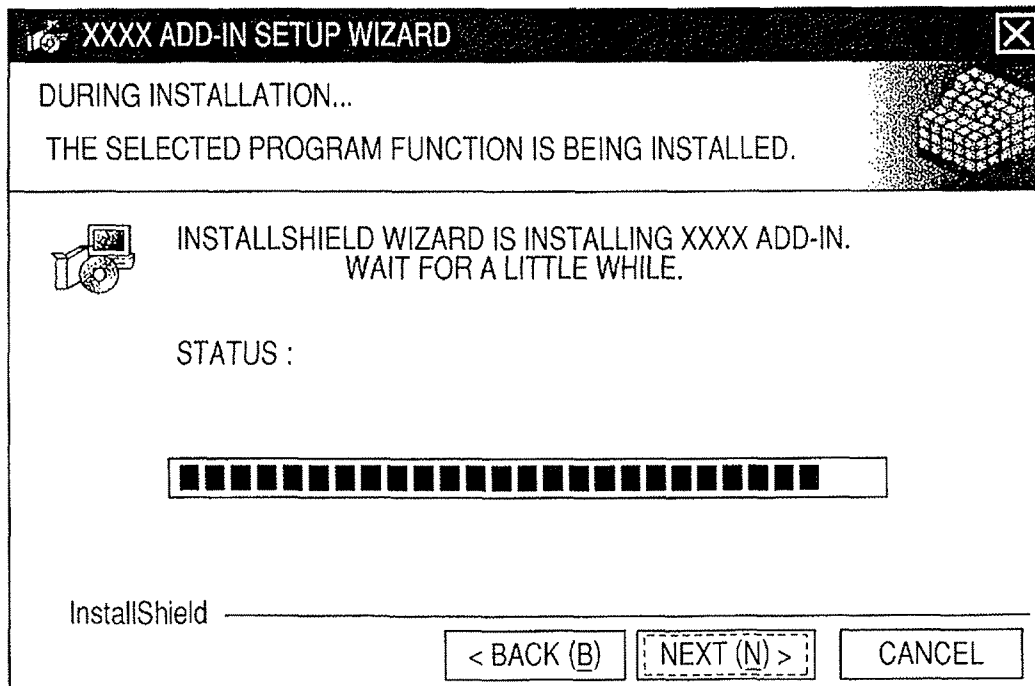 XXXX ADD-IN SETUP WIZARD
DURING INSTALLATION...
THE SELECTED PROGRAM FUNCTION IS BEING INSTALLED.
INSTALLSHIELD WIZARD IS INSTALLING XXXX ADD-IN.
WAIT FOR A LITTLE WHILE.
STATUS :
InstallShield
< BACK (B) NEXT (N) > CANCEL